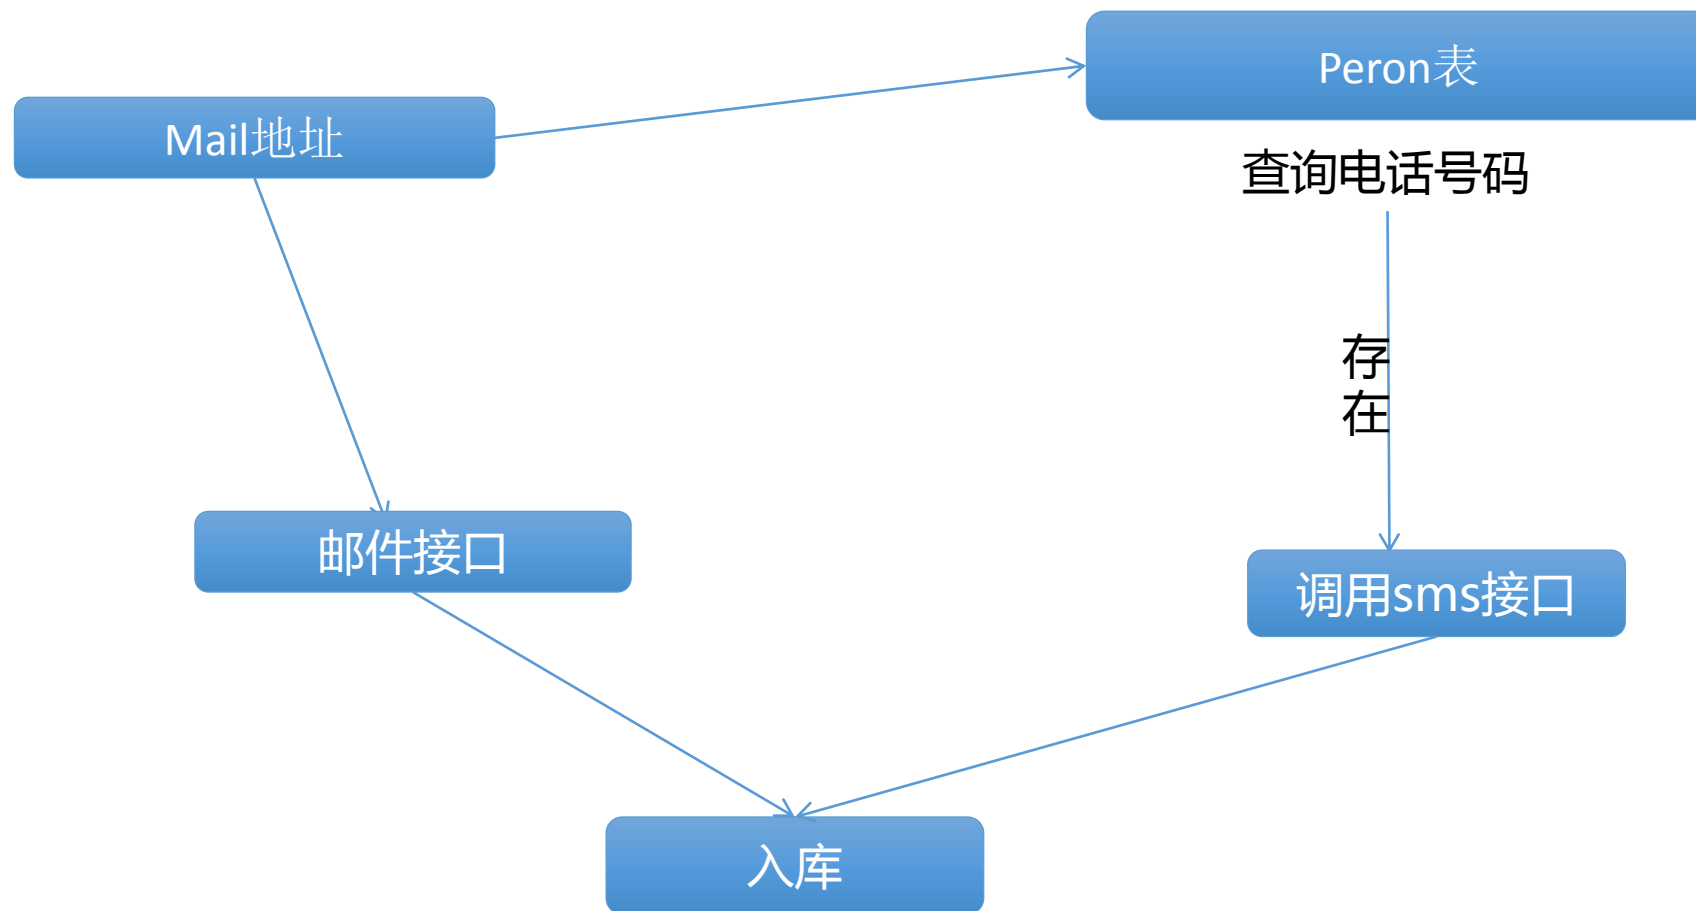 Peron表
Mail地址
查询电话号码
存
在
邮件接口
调用sms接口
入库